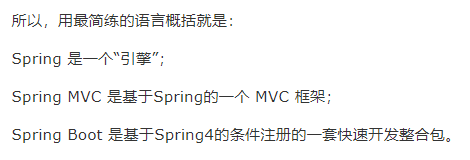 所以，用最简练的语言概括就是：
Spring 是一个“引擎”；
Spring MVC 是基于Spring的一个 MVC 框架；
Spring Boot 是基于Spring4的条件注册的一套快速开发整合包。